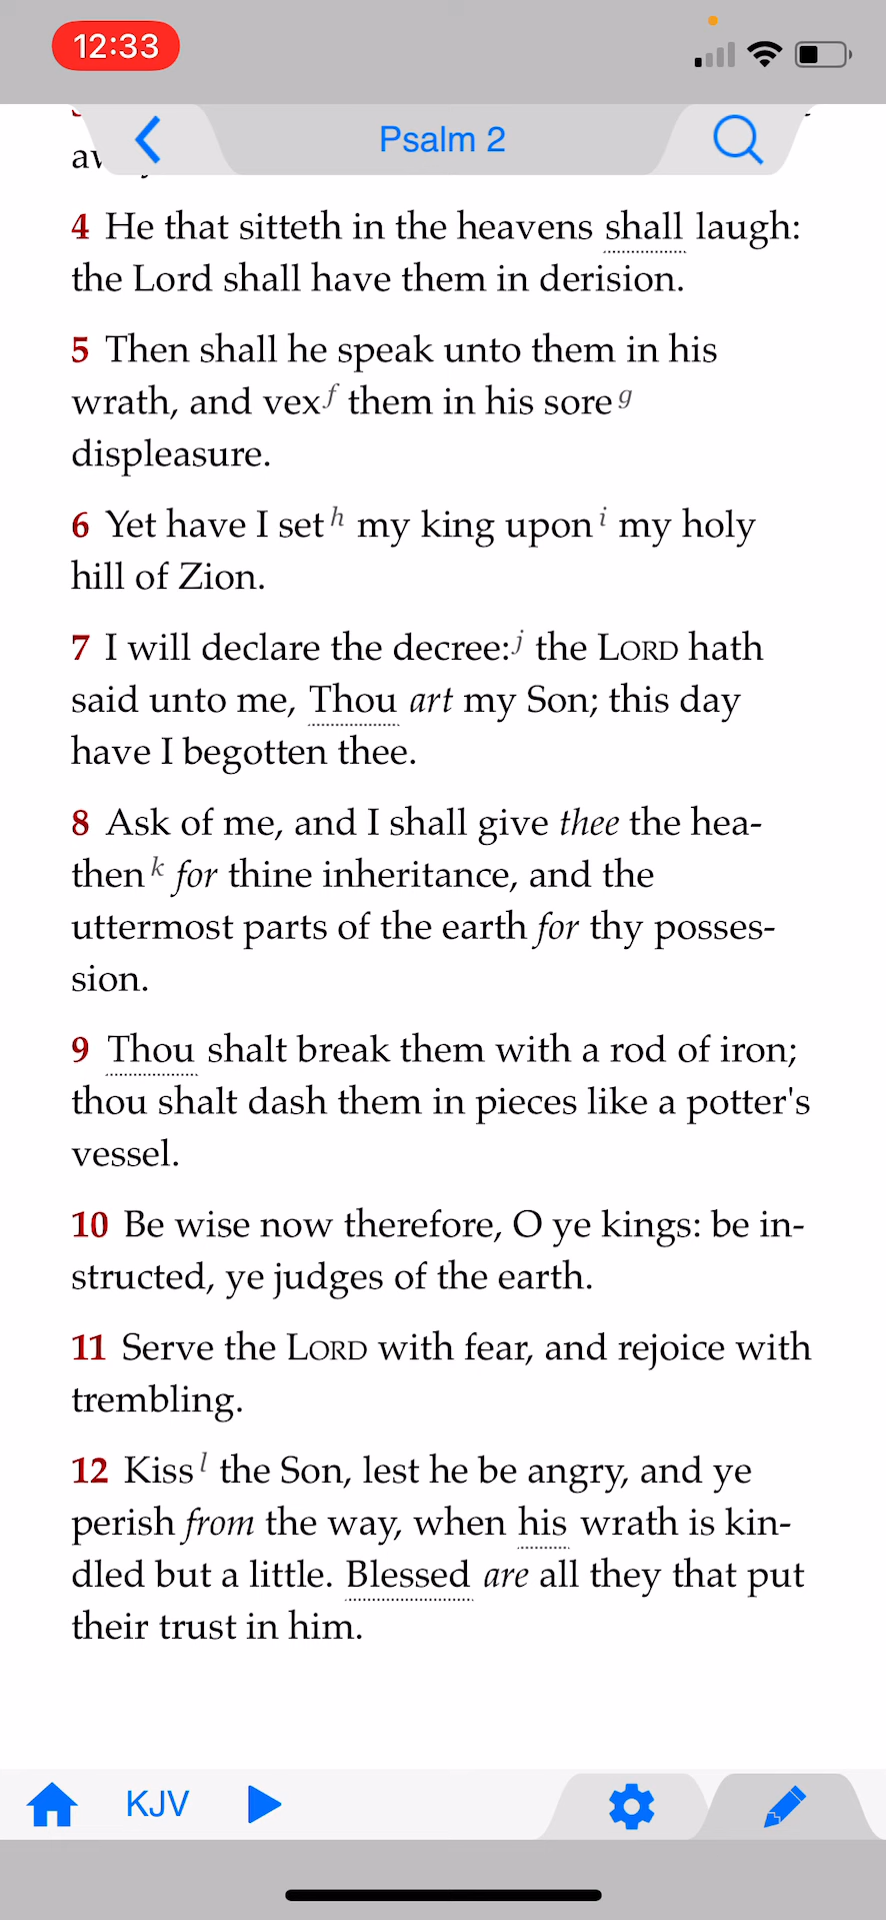 12:33
Psalm 2
4 He that sitteth in the heavens shall laugh:
the Lord shall have them in derision.
5 Then shall he speak unto them in his
wrath, and vex f them in his sore g
displeasure.
6 Yet have I set h my king upon i my holy
hill of Zion.
7 I will declare the decree: j the LORD hath
said unto me, Thou art my Son; this day
have I begotten thee.
8 Ask of me, and I shall give thee the hea-
then k for thine inheritance, and the
uttermost parts of the earth for thy posses-
sion.
9 Thou shalt break them with a rod of iron;
thou shalt dash them in pieces like a potter's
vessel.
10 Be wise now therefore, O ye kings: be in-
structed, ye judges of the earth.
11 Serve the LORD with fear, and rejoice with
trembling.
12 Kiss l the Son, lest he be angry, and ye
perish from the way, when his wrath is kin-
dled but a little. Blessed are all they that put
their trust in him.
KJV